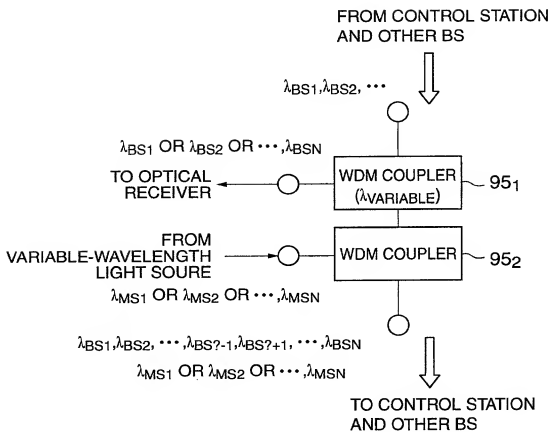 FROM CONTROL STATION
AND OTHER BS
λBS1,λBS2, ···
λBS1 OR λBS2 OR ···,λBSN
TO OPTICAL
RECEIVER
WDM COUPLER
(λVARIABLE)
951
FROM
VARIABLE-WAVELENGTH
LIGHT SOURE
WDM COUPLER
952
λMS1 OR λMS2 OR ···,λMSN
λBS1,λBS2, ···,λBS?-1,λBS?+1, ···,λBSN
λMS1 OR λMS2 OR ···,λMSN
TO CONTROL STATION
AND OTHER BS